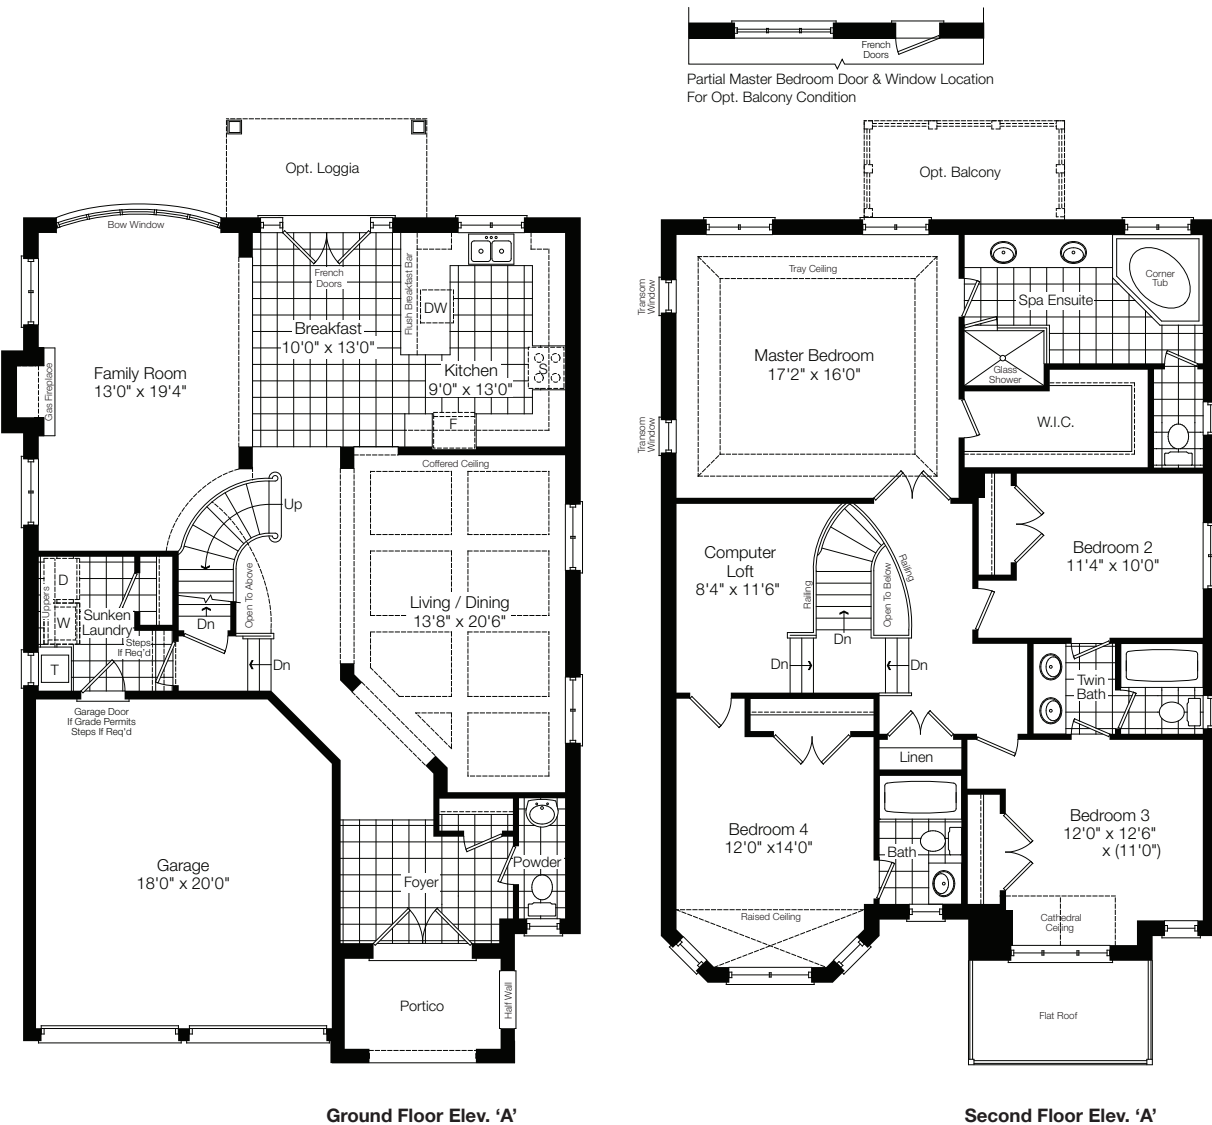 French
Doors
Partial Master Bedroom Door & Window Location
For Opt. Balcony Condition
Opt. Loggia
Bow Window
French
Doors
Flush Breakfast Bar
DW
Breakfast
10'0" x 13'0"
Kitchen
9'0" x 13'0"
S
F
Family Room
13'0" x 19'4"
Gas Fireplace
Coffered Ceiling
Up
Living / Dining
13'8" x 20'6"
Open To Above
D
Uppers
W
Sunken
Laundry
Steps
If Req'd
T
Dn
Dn
Garage Door
If Grade Permits
Steps If Req'd
Garage
18'0" x 20'0"
Powder
Foyer
Portico
Half Wall
Ground Floor Elev. ‘A’
Opt. Balcony
Tray Ceiling
Transom
Window
Transom
Window
Master Bedroom
17'2" x 16'0"
Spa Ensuite
Corner
Tub
Glass
Shower
W.I.C.
Computer
Loft
8'4" x 11'6"
Railing
Railing
Open To Below
Dn
Dn
Dn
Bedroom 2
11'4" x 10'0"
Twin
Bath
Linen
Bedroom 4
12'0" x14'0"
Bath
Bedroom 3
12'0" x 12'6"
x (11'0")
Raised Ceiling
Cathedral
Ceiling
Flat Roof
Second Floor Elev. ‘A’